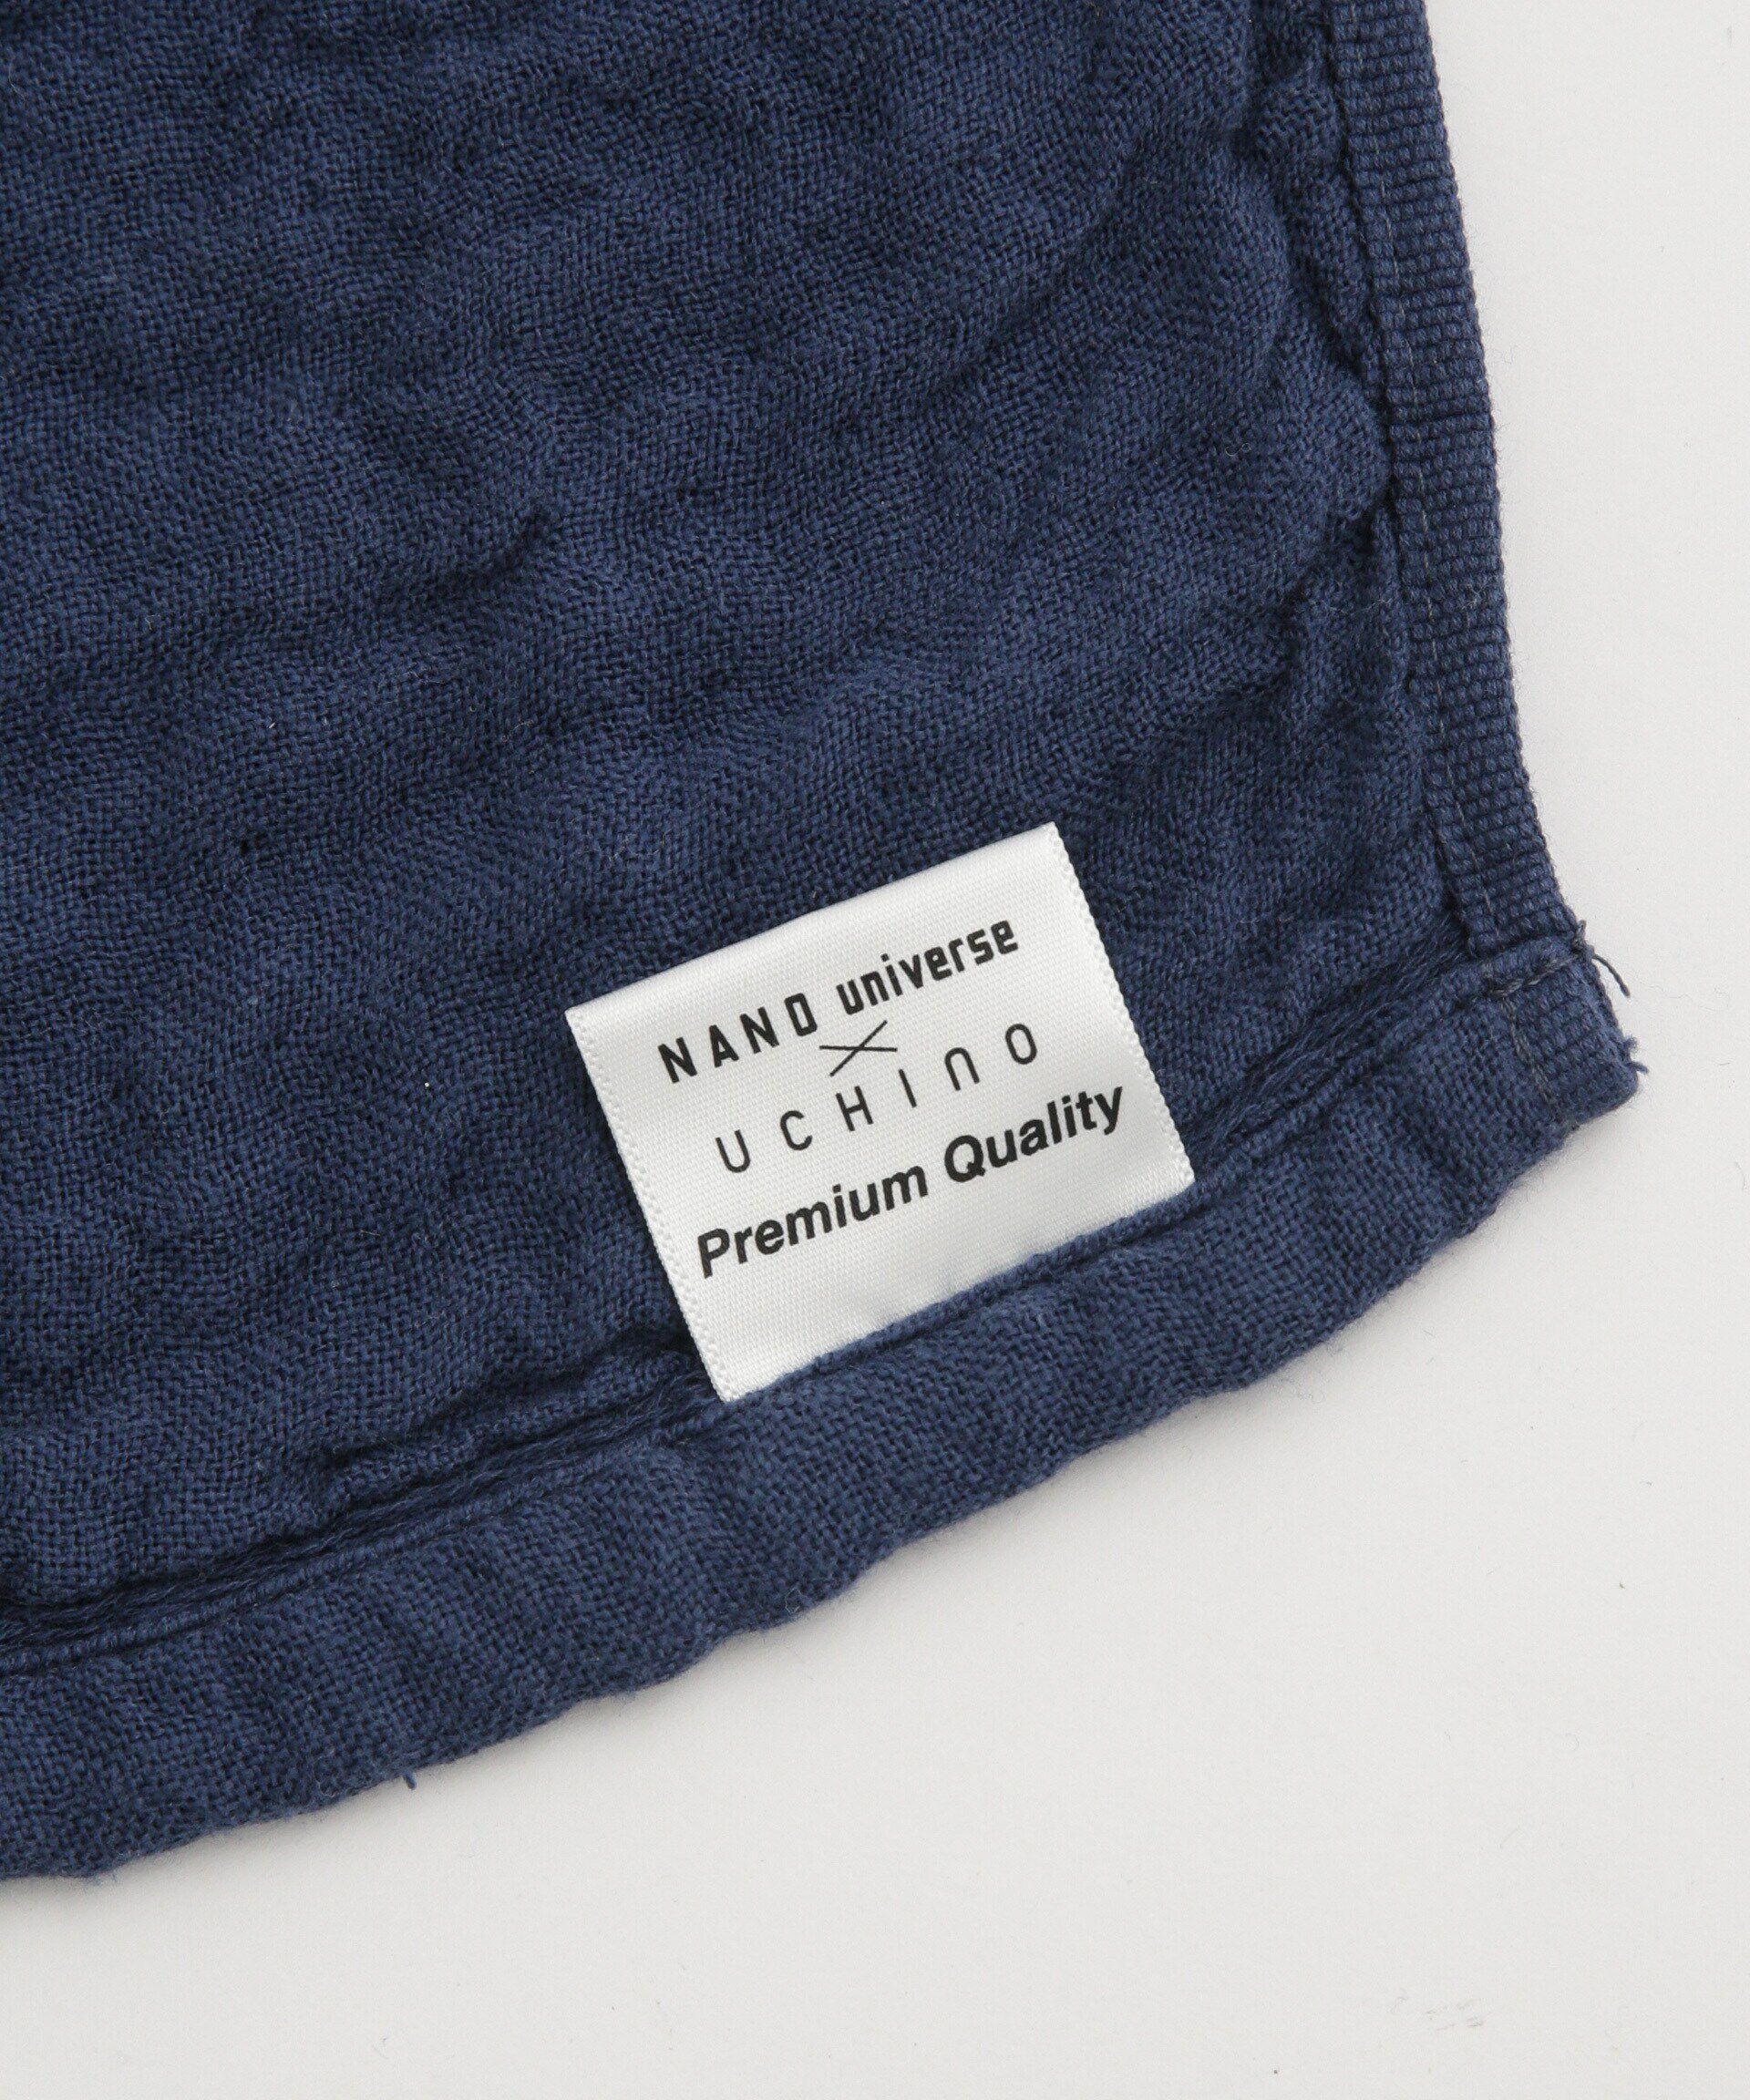 NANO universe
×
UCHINO
Premium Quality